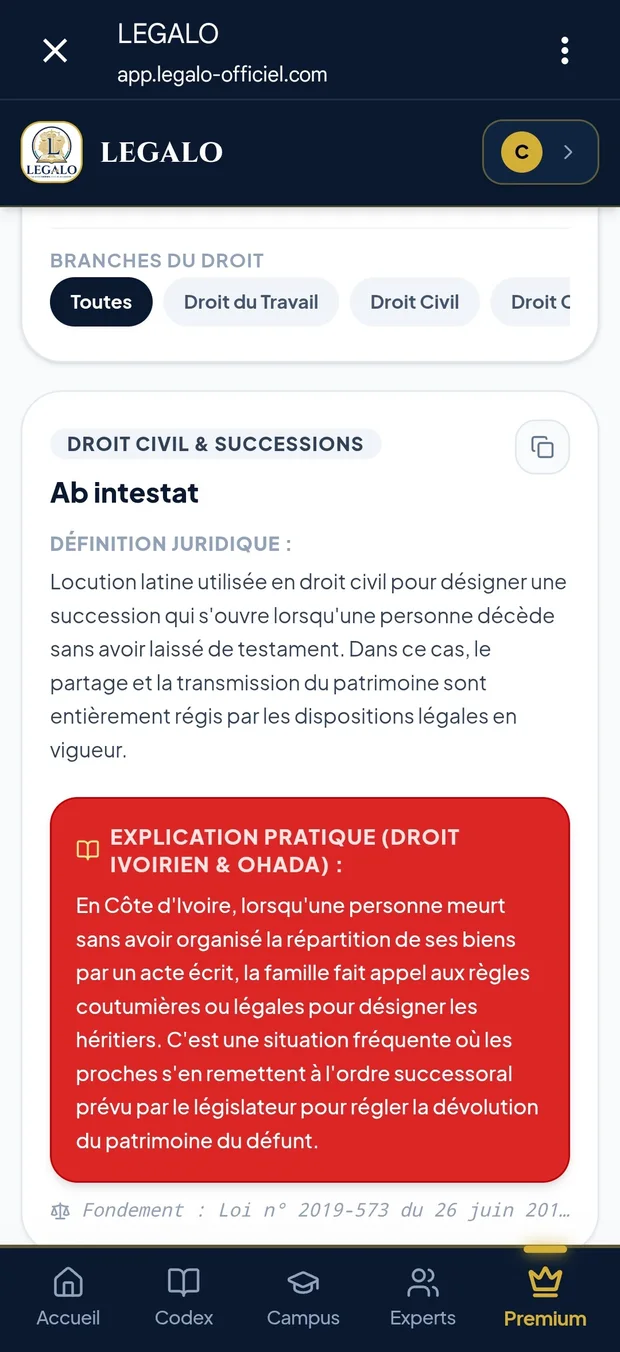 LEGALO
app.legalo-officiel.com
LEGALO
LEGALO
C
BRANCHES DU DROIT
Toutes
Droit du Travail
Droit Civil
Droit C
DROIT CIVIL & SUCCESSIONS
Ab intestat
DÉFINITION JURIDIQUE :
Locution latine utilisée en droit civil pour désigner une
succession qui s'ouvre lorsqu'une personne décède
sans avoir laissé de testament. Dans ce cas, le
partage et la transmission du patrimoine sont
entièrement régis par les dispositions légales en
vigueur.
EXPLICATION PRATIQUE (DROIT
IVOIRIEN & OHADA) :
En Côte d'Ivoire, lorsqu'une personne meurt
sans avoir organisé la répartition de ses biens
par un acte écrit, la famille fait appel aux règles
coutumières ou légales pour désigner les
héritiers. C'est une situation fréquente où les
proches s'en remettent à l'ordre successoral
prévu par le législateur pour régler la dévolution
du patrimoine du défunt.
Fondement : Loi n° 2019-573 du 26 juin 201…
Accueil
Codex
Campus
Experts
Premium